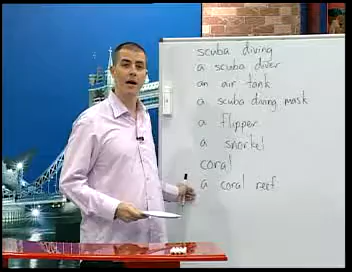 scuba diving
a scuba diver
an air tank
a scuba diving mask
a flipper
a snorkel
coral
a coral reef